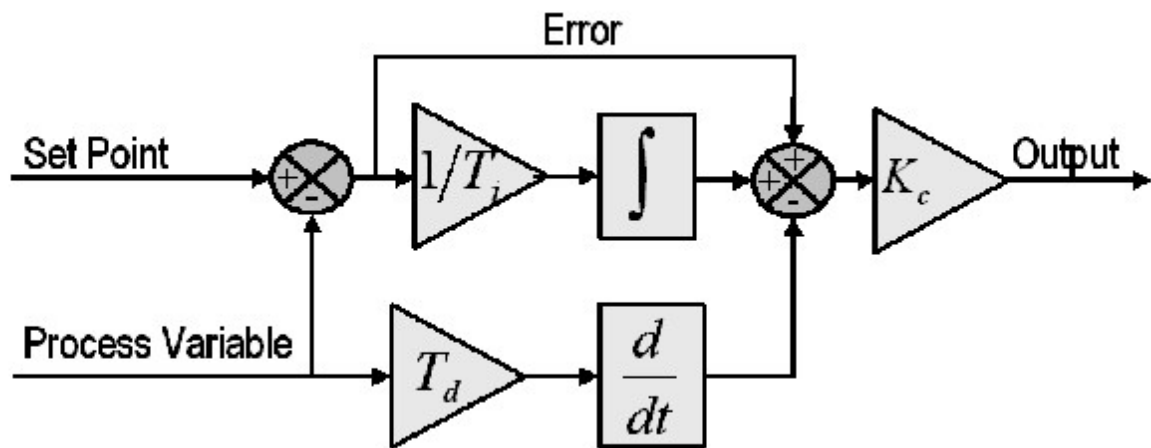 Error
Set Point
+
-
1/T_i
∫
+
+
-
K_c
Output
Process Variable
T_d
d
dt